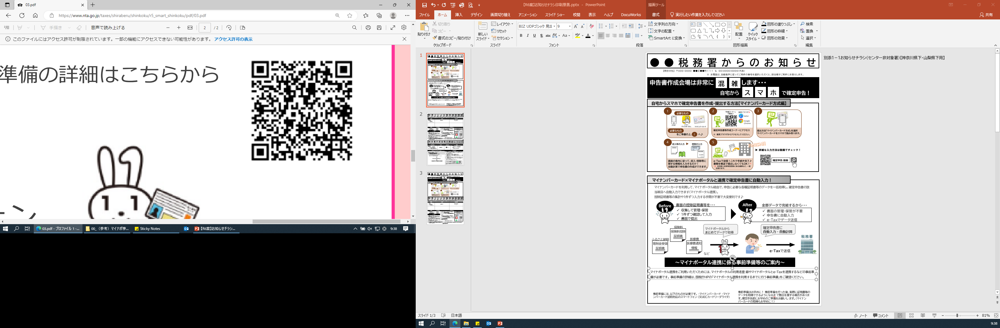 03.pdf
https://www.nta.go.jp/taxes/shiraberu/shinkoku/r5_smart_shinkoku/pdf/03.pdf
手描き
音声で読み上げる
2
/ 2
このファイルにはアクセス許可が制限されています。一部の機能にアクセスできない可能性があります。 アクセス許可の表示
準備の詳細はこちらから
ーン
03.pdf - プロファイル 1 -...
00_（参考）マイナポ事...
Sticky Notes
【R6案】お知らせチラシ...
9:38
【R6案】お知らせチラシ印刷原義.pptx - PowerPoint
描画ツール
ファイル
ホーム
挿入
デザイン
画面切り替え
アニメーション
スライド ショー
校閲
表示
ヘルプ
DocuWorks
書式
実行したい作業を入力してください
共有
貼り付け
切り取り
コピー
書式のコピー/貼り付け
クリップボード
新しい
スライド
レイアウト
リセット
セクション
スライド
BIZ UDPゴシック 見出
9
フォント
文字列の方向
文字の配置
SmartArt に変換
段落
配置
クイック
スタイル
図形の塗りつぶし
図形の枠線
図形の効果
図形描画
検索
置換
選択
編集
1
2
3
●●税務署からのお知らせ
【問合せ先】 〒000-0000 ●●区●●町1-1-1 ℡ 00(0000)0000(代表)
※ お電話は、自動音声に従ってご用件の番号を選択いただくと、担当者がご用件にお答えします。
申告書作成会場は非常に 混 雑 します･･･
自宅から ス マ ホ で確定申告！
自宅からスマホで確定申告書を作成･提出する方法【マイナンバーカード方式編】
1
必要なもの
スマホ
マイナンバーカード
必要なもの
をご準備の上、 2 へ♪
2
「作成コーナー」
で検索♪
推奨ブラウザ※
Safari
Google
Chrome
確定申告書等作成コーナーにアクセス
※ 推奨ブラウザからアクセスしてください。
3
提出方法「マイナンバーカード方式」を選択
マイナンバーカードをスマホで読み取ります。
4
収入等の入力 ▶ 控除の入力
画面の案内に従って、収入・控除等に
関する情報を入力するだけ！
自動計算で申告書の作成ができます。
5
FINISH!!
e-Taxで送信！これで手続き完了♪
書類を郵送で提出しなくてもOK！※
▶ 詳細な入力方法は動画でチェック！
確定申告 動画
マイナンバーカード×マイナポータルと連携で確定申告書に自動入力！
マイナンバーカードを利用して、マイナポータル経由で、申告に必要な各種証明書等のデータを一括取得し、確定申告書の該
当項目へ自動入力できます(マイナポータル連携)。
控除証明書等の集計や1件ずつ入力する手間が不要で大変便利です♪
Before
書面の控除証明書等を･･･
✓ 収集して管理・保管
✓ 1件ずつ確認して入力
✓ 書面で提出
After
全部データで完結するから･･･
✓ 書面の管理・保管が不要
✓ 申告書に自動入力
✓ e-Taxでデータ送信
保険料
保険料控除
証明書
ふるさと納税
寄附金受領
証明書
医療費
医療費通知
情報
など
マイナポータルから
まとめてデータで取得
確定申告書に
自動入力・自動計算
税務署
e-Taxで送信
～マイナポータル連携に係る事前準備等のご案内～
マイナポータル連携をご利用いただくためには、マイナポータルの利用者登 録やマイナポータルとe-Taxを連携するなどの事前準
備が必要です。 事前準備の詳細は、国税庁HPの「マイナポータル連携を利用するまでに行う事前準備」をご確認ください。
事前準備には、以下のものが必要です。 ・マイナンバーカード ・マイナ
ンバーカード読取対応のスマートフォン （又はICカードリーダライタ）
事前準備はお早めに！ 事前準備を行った後、実際に証明書等の
データを取得できるようになるま で数日を要する場合がありま
す。確定申告前にお早めのご準備をお願いし ます。（マイナン
バーカードの取得もお早めに！）
別添1－1お知らせチラシ(センター非対象署)【神奈川県下・山梨県下用】
スライド 1/3
日本語
ノート
コメント
81%
9:38